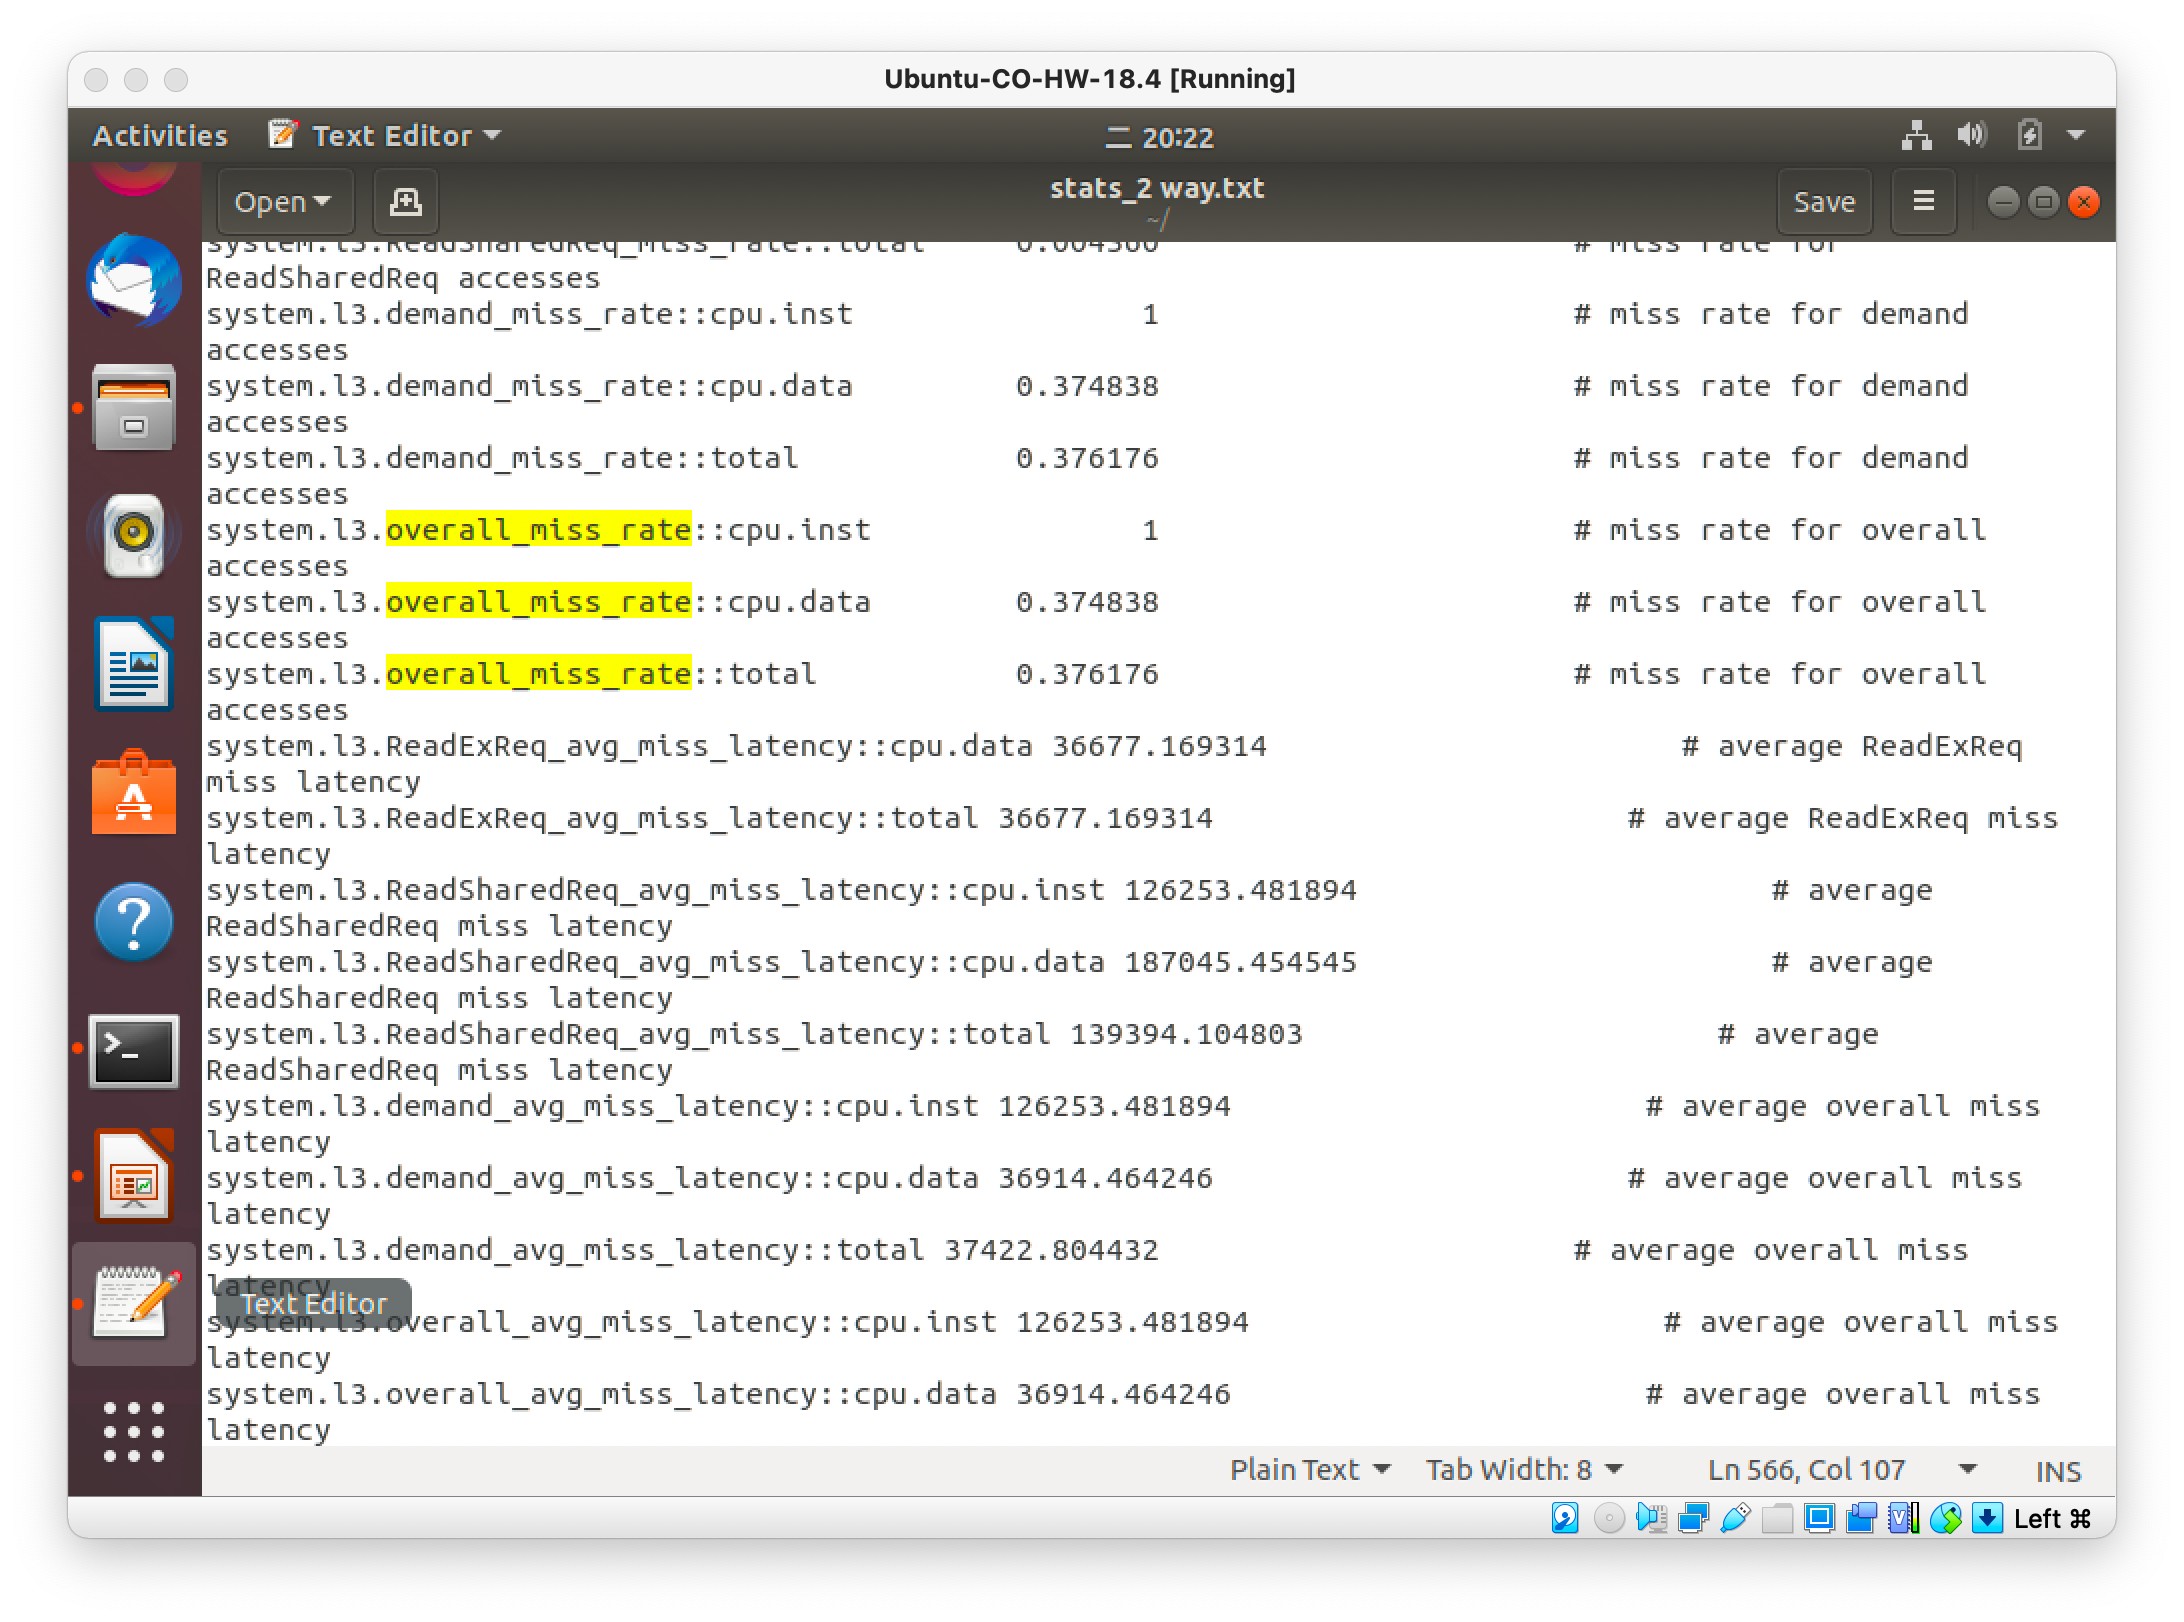 Ubuntu-CO-HW-18.4 [Running]
Activities Text Editor 二 20:22
Open stats_2 way.txt Save
~/
system.l3.ReadSharedReq_miss_rate::total 0.004560 # miss rate for
ReadSharedReq accesses
system.l3.demand_miss_rate::cpu.inst 1 # miss rate for demand
accesses
system.l3.demand_miss_rate::cpu.data 0.374838 # miss rate for demand
accesses
system.l3.demand_miss_rate::total 0.376176 # miss rate for demand
accesses
system.l3.overall_miss_rate::cpu.inst 1 # miss rate for overall
accesses
system.l3.overall_miss_rate::cpu.data 0.374838 # miss rate for overall
accesses
system.l3.overall_miss_rate::total 0.376176 # miss rate for overall
accesses
system.l3.ReadExReq_avg_miss_latency::cpu.data 36677.169314 # average ReadExReq
miss latency
system.l3.ReadExReq_avg_miss_latency::total 36677.169314 # average ReadExReq miss
latency
system.l3.ReadSharedReq_avg_miss_latency::cpu.inst 126253.481894 # average
ReadSharedReq miss latency
system.l3.ReadSharedReq_avg_miss_latency::cpu.data 187045.454545 # average
ReadSharedReq miss latency
system.l3.ReadSharedReq_avg_miss_latency::total 139394.104803 # average
ReadSharedReq miss latency
system.l3.demand_avg_miss_latency::cpu.inst 126253.481894 # average overall miss
latency
system.l3.demand_avg_miss_latency::cpu.data 36914.464246 # average overall miss
latency
system.l3.demand_avg_miss_latency::total 37422.804432 # average overall miss
latency
Text Editor
system.l3.overall_avg_miss_latency::cpu.inst 126253.481894 # average overall miss
latency
system.l3.overall_avg_miss_latency::cpu.data 36914.464246 # average overall miss
latency
Plain Text Tab Width: 8 Ln 566, Col 107 INS
Left ⌘